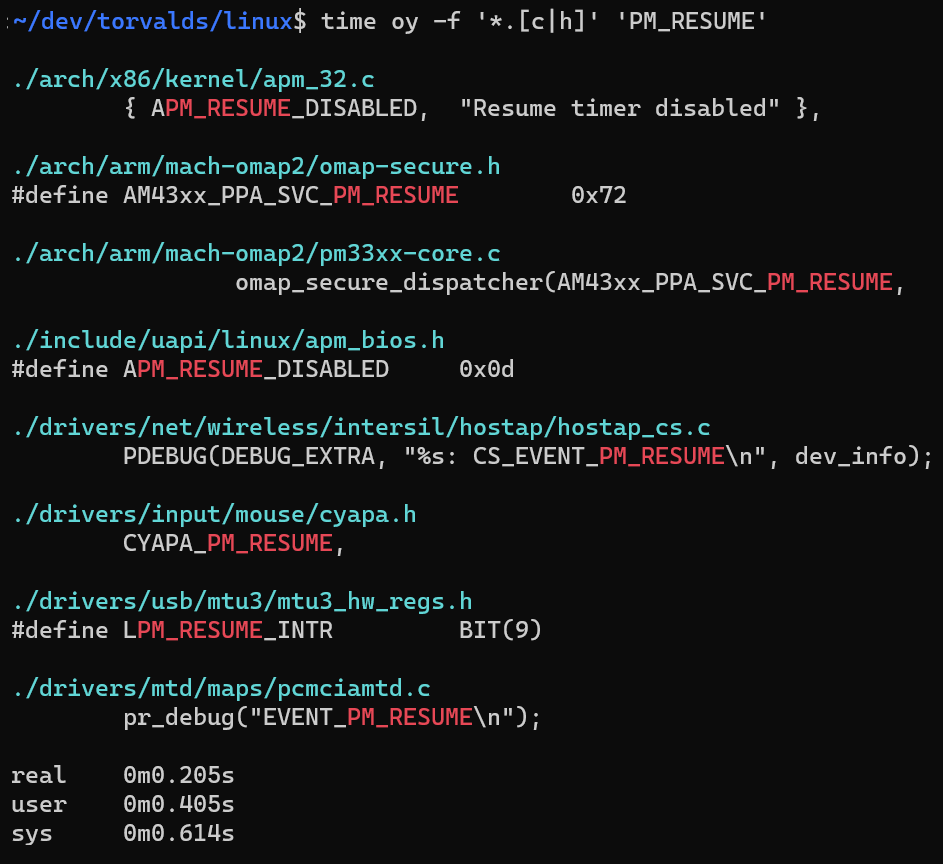 :~/dev/torvalds/linux$ time oy -f '*.[c|h]' 'PM_RESUME'
./arch/x86/kernel/apm_32.c
{ APM_RESUME_DISABLED,  "Resume timer disabled" },
./arch/arm/mach-omap2/omap-secure.h
#define AM43xx_PPA_SVC_PM_RESUME        0x72
./arch/arm/mach-omap2/pm33xx-core.c
omap_secure_dispatcher(AM43xx_PPA_SVC_PM_RESUME,
./include/uapi/linux/apm_bios.h
#define APM_RESUME_DISABLED     0x0d
./drivers/net/wireless/intersil/hostap/hostap_cs.c
PDEBUG(DEBUG_EXTRA, "%s: CS_EVENT_PM_RESUME\n", dev_info);
./drivers/input/mouse/cyapa.h
CYAPA_PM_RESUME,
./drivers/usb/mtu3/mtu3_hw_regs.h
#define LPM_RESUME_INTR         BIT(9)
./drivers/mtd/maps/pcmciamtd.c
pr_debug("EVENT_PM_RESUME\n");
real    0m0.205s
user    0m0.405s
sys     0m0.614s